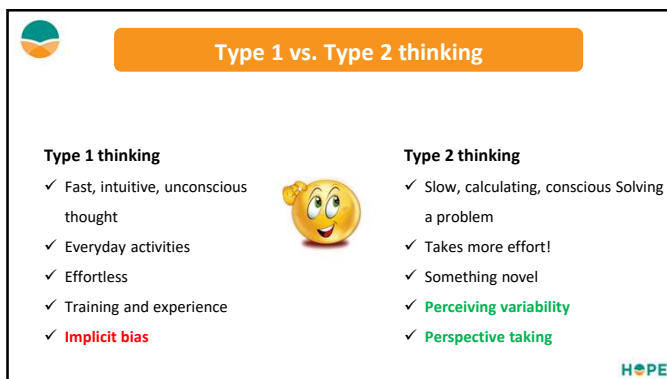 Type 1 vs. Type 2 thinking
Type 1 thinking
✓ Fast, intuitive, unconscious
thought
✓ Everyday activities
✓ Effortless
✓ Training and experience
✓ Implicit bias
Type 2 thinking
✓ Slow, calculating, conscious Solving
a problem
✓ Takes more effort!
✓ Something novel
✓ Perceiving variability
✓ Perspective taking
HOPE